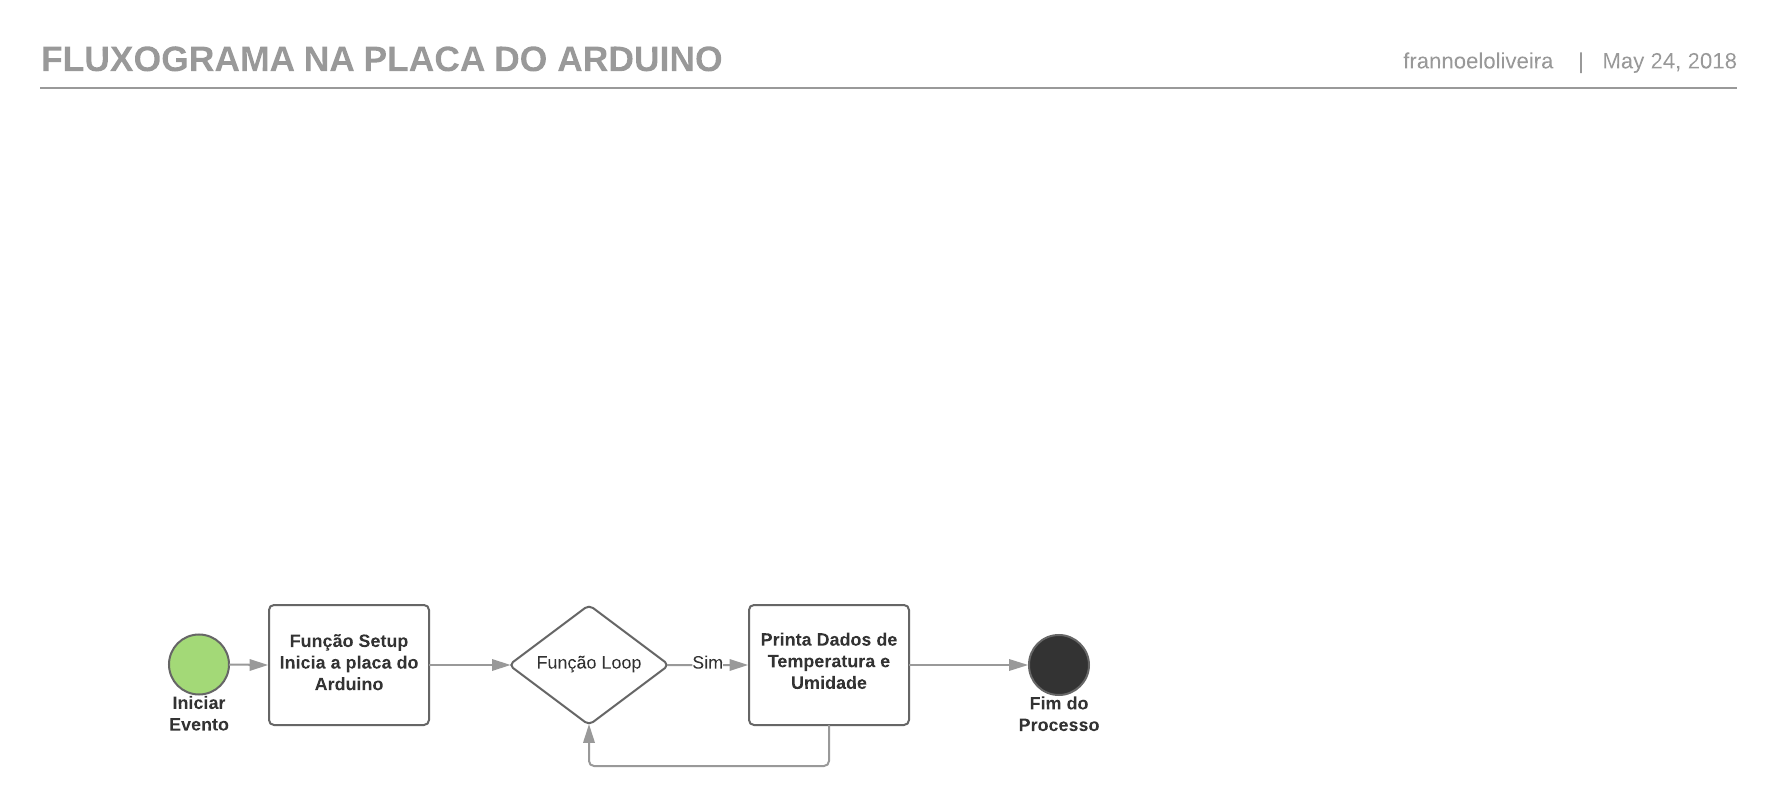 FLUXOGRAMA NA PLACA DO ARDUINO
frannoeloliveira | May 24, 2018
Iniciar
Evento
Função Setup
Inicia a placa do
Arduino
Função Loop
Sim
Printa Dados de
Temperatura e
Umidade
Fim do
Processo